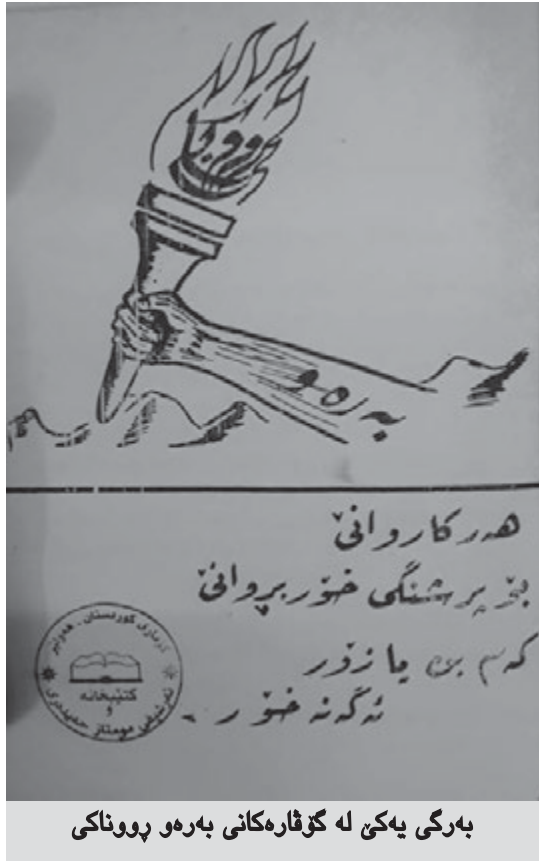 بەرەو
هەر کاروانێ
بۆ پرشنگی خۆر بڕوانێ
کەم بێ یا زۆر
ئەگەنە خۆر .
کتێبخانە
و
بەرگی یەکێ لە گۆڤارەکانی بەرەو ڕووناکی